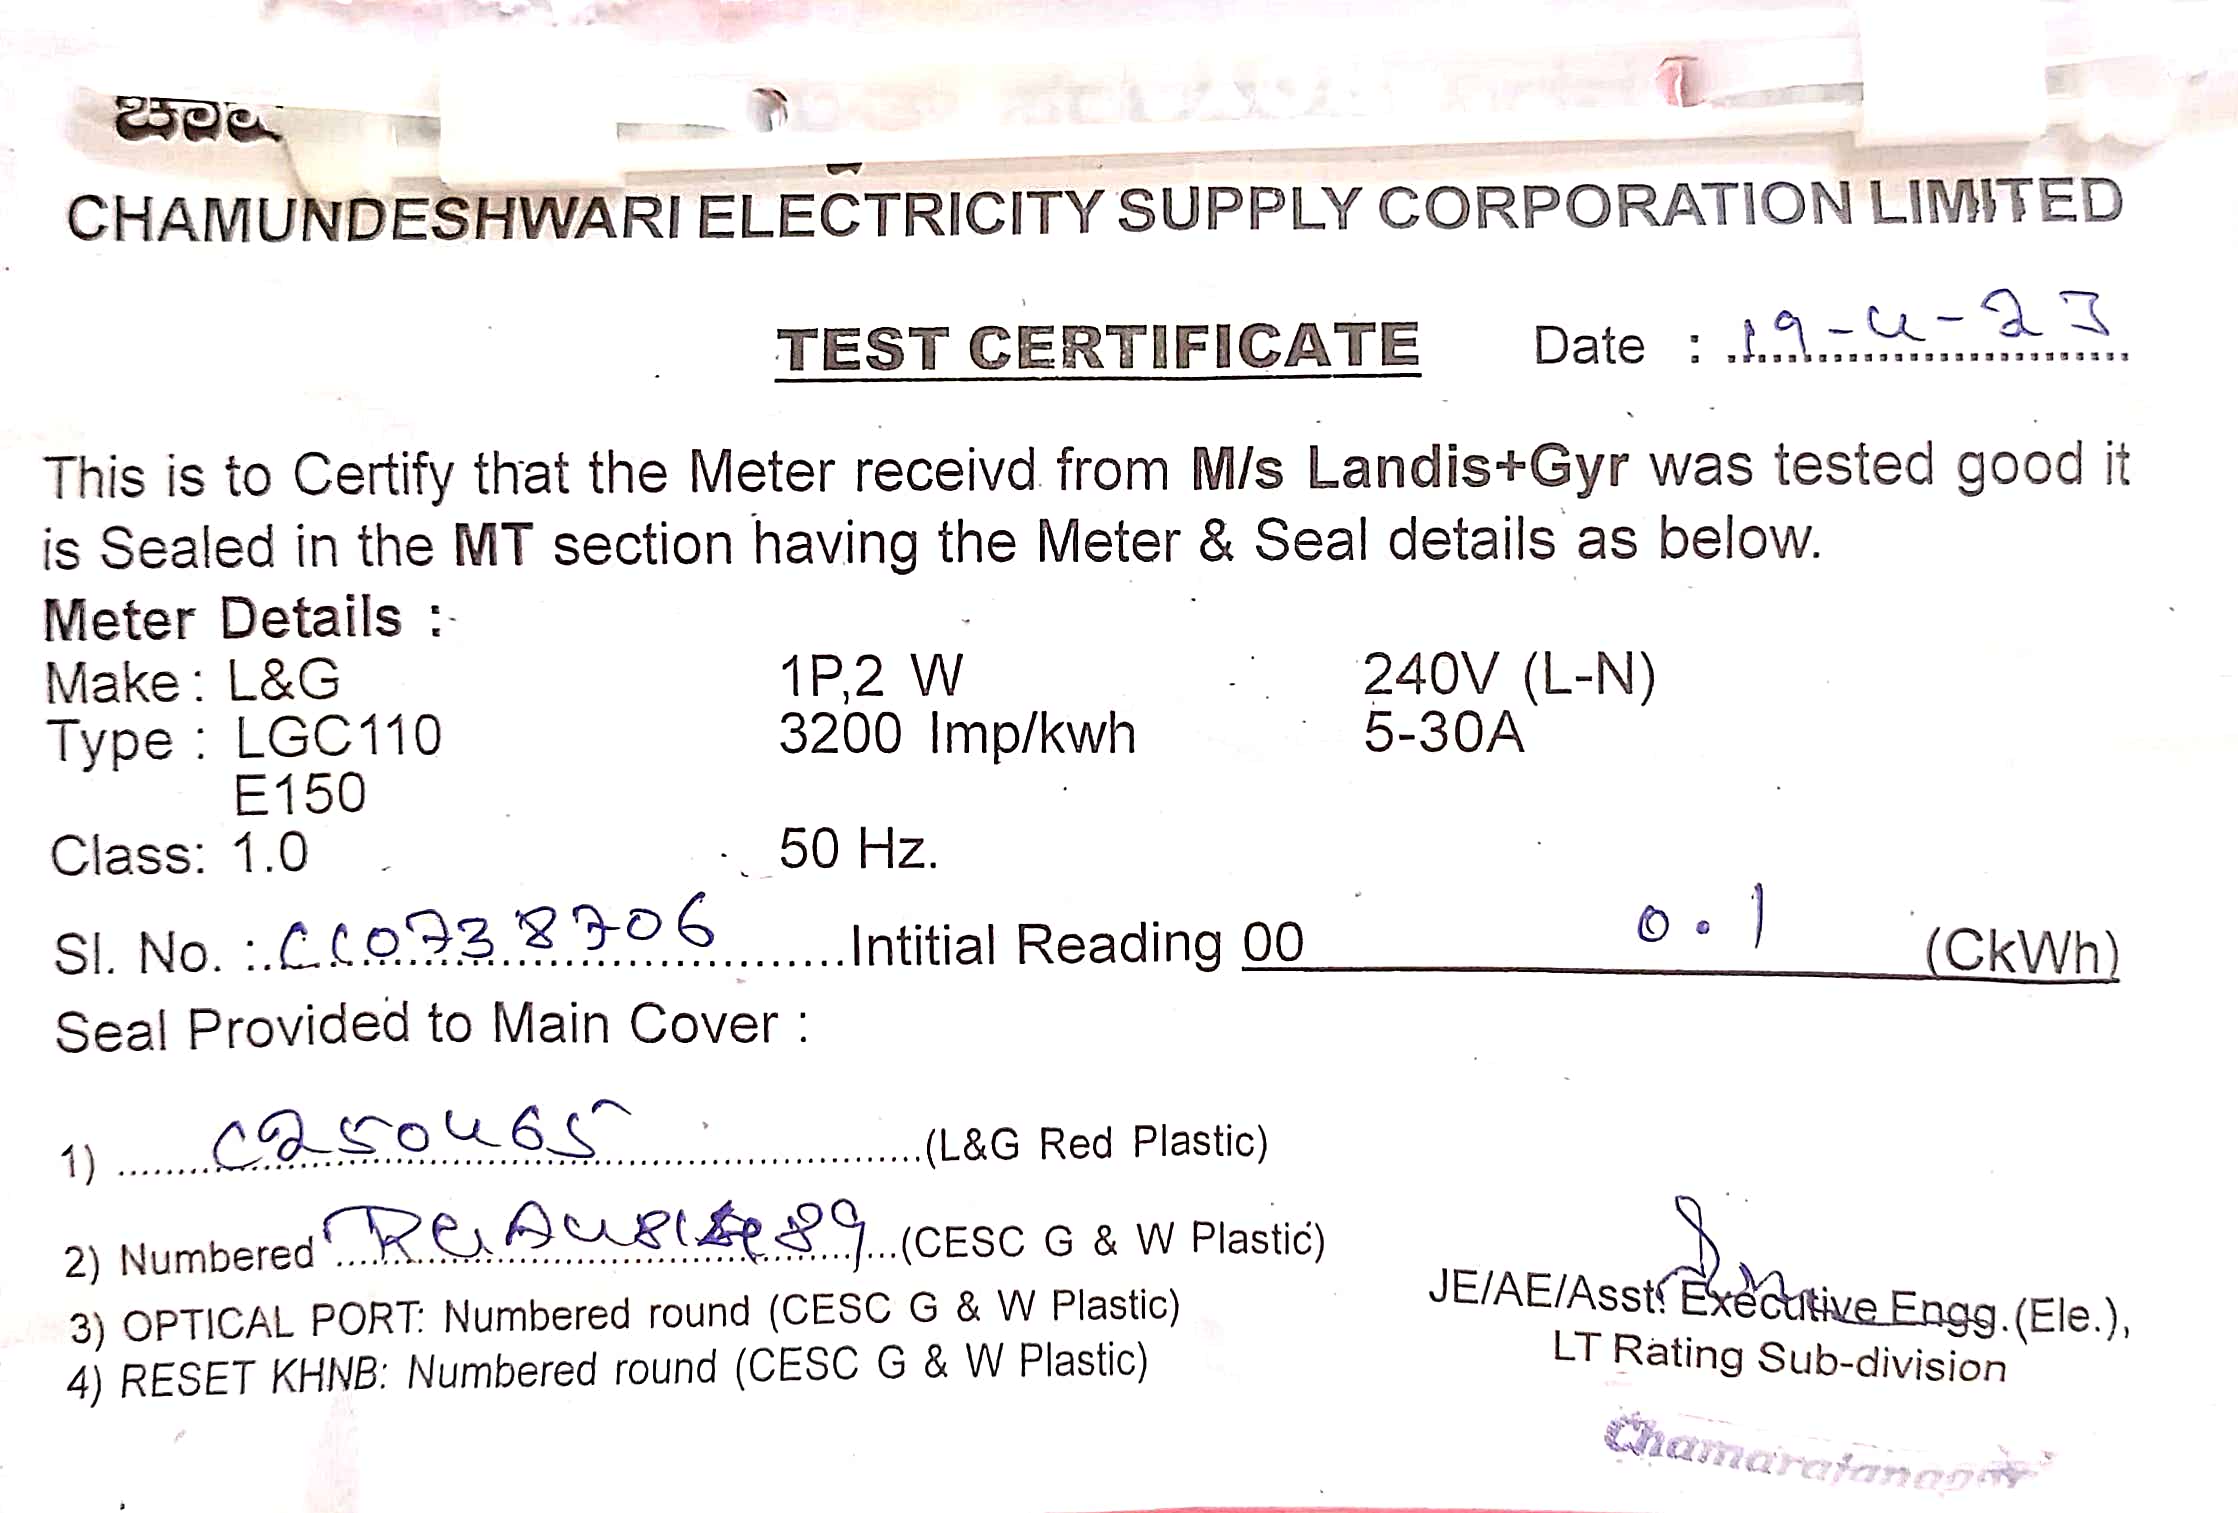 CHAMUNDESHWARI ELECTRICITY SUPPLY CORPORATION LIMITED
TEST CERTIFICATE Date : 19-4-23
This is to Certify that the Meter receivd from M/s Landis+Gyr was tested good it
is Sealed in the MT section having the Meter & Seal details as below.
Meter Details :-
Make : L&G 1P,2 W 240V (L-N)
Type : LGC110 3200 Imp/kwh 5-30A
E150
Class: 1.0 50 Hz.
Sl. No. :. CC0738706 Intitial Reading 00 0.1 (CkWh)
Seal Provided to Main Cover :
1) C250465 (L&G Red Plastic)
2) Numbered (CESC G & W Plastic)
3) OPTICAL PORT: Numbered round (CESC G & W Plastic)
4) RESET KHNB: Numbered round (CESC G & W Plastic)
JE/AE/Asst. Executive Engg.(Ele.),
LT Rating Sub-division